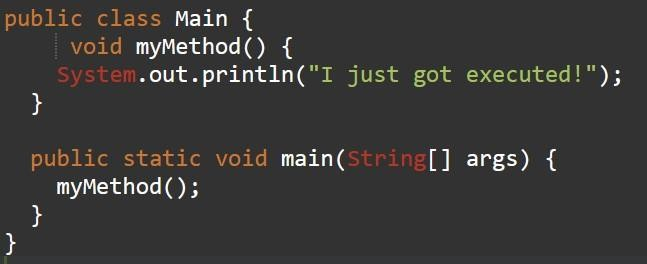 public class Main {
void myMethod() {
System.out.println("I just got executed!");
}
public static void main(String[] args) {
myMethod();
}
}